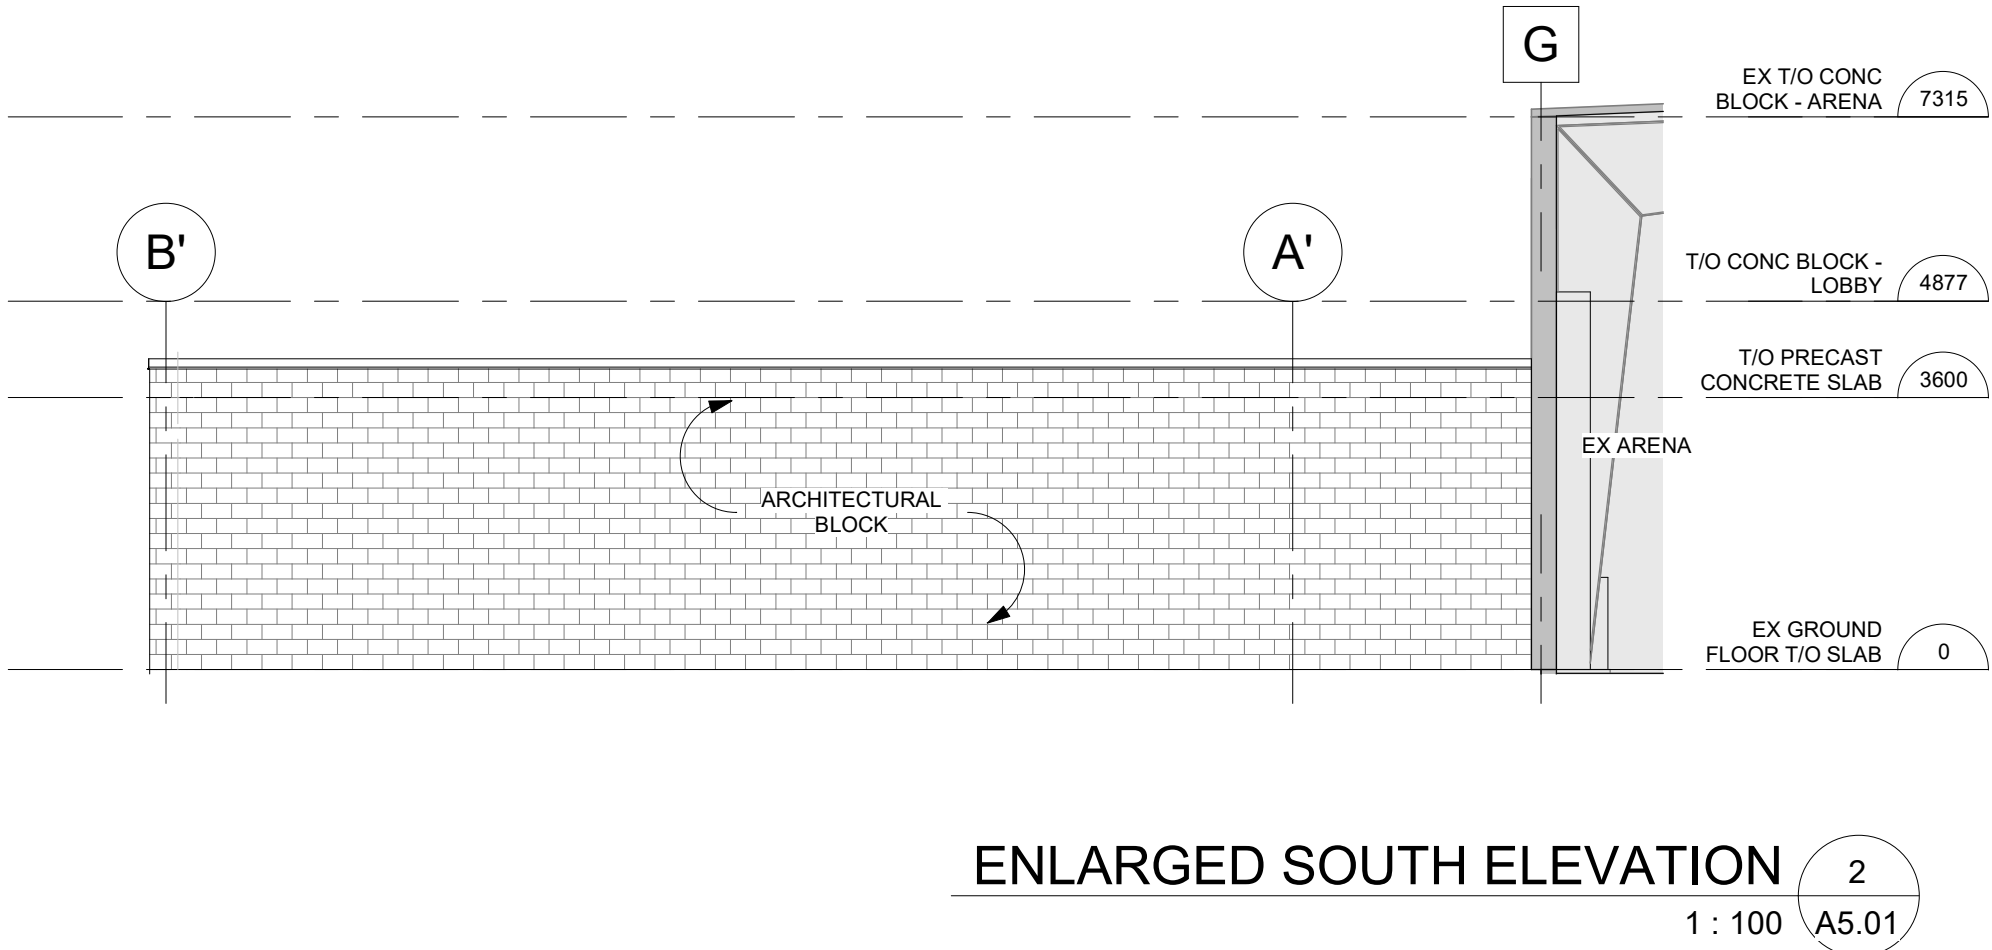 G
EX T/O CONC
BLOCK - ARENA
7315
B'
A'
T/O CONC BLOCK -
LOBBY
4877
T/O PRECAST
CONCRETE SLAB
3600
EX ARENA
ARCHITECTURAL
BLOCK
EX GROUND
FLOOR T/O SLAB
0
ENLARGED SOUTH ELEVATION
2
1 : 100
A5.01